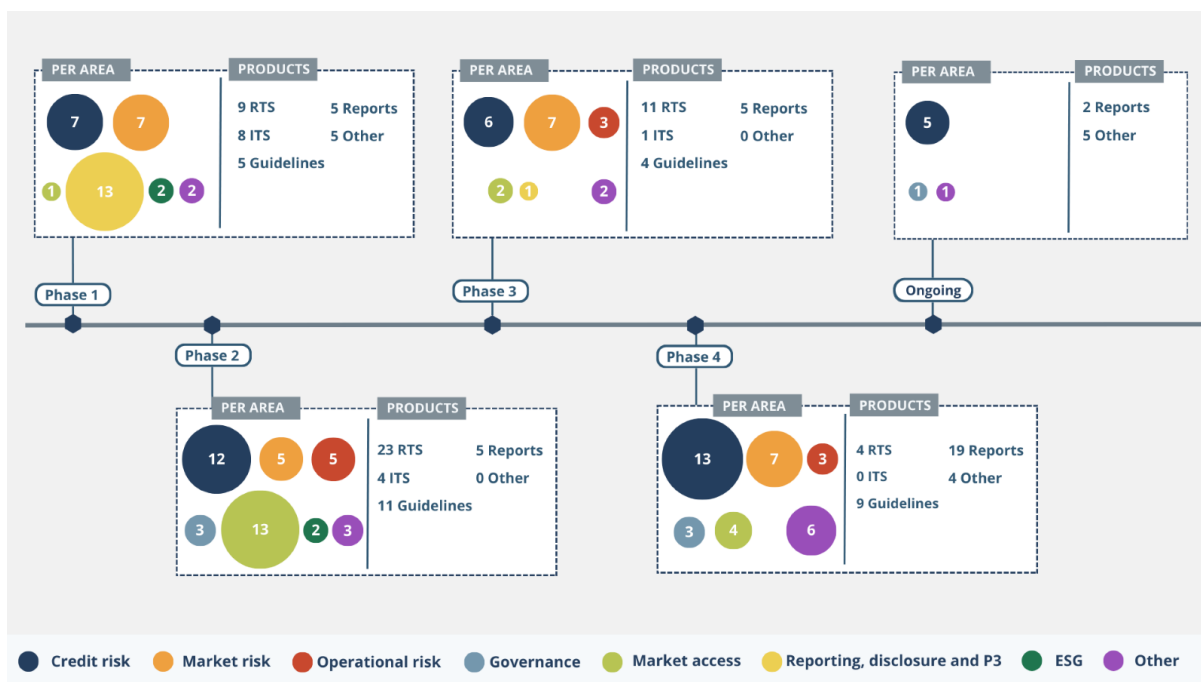 PER AREA
PRODUCTS
7
7
1
13
2
2
9 RTS
5 Reports
8 ITS
5 Other
5 Guidelines
PER AREA
PRODUCTS
6
7
3
2
1
2
11 RTS
5 Reports
1 ITS
0 Other
4 Guidelines
PER AREA
PRODUCTS
5
1
1
2 Reports
5 Other
Phase 1
Phase 3
Ongoing
Phase 2
Phase 4
PER AREA
PRODUCTS
12
5
5
3
13
2
3
23 RTS
5 Reports
4 ITS
0 Other
11 Guidelines
PER AREA
PRODUCTS
13
7
3
3
4
6
4 RTS
19 Reports
0 ITS
4 Other
9 Guidelines
Credit risk
Market risk
Operational risk
Governance
Market access
Reporting, disclosure and P3
ESG
Other